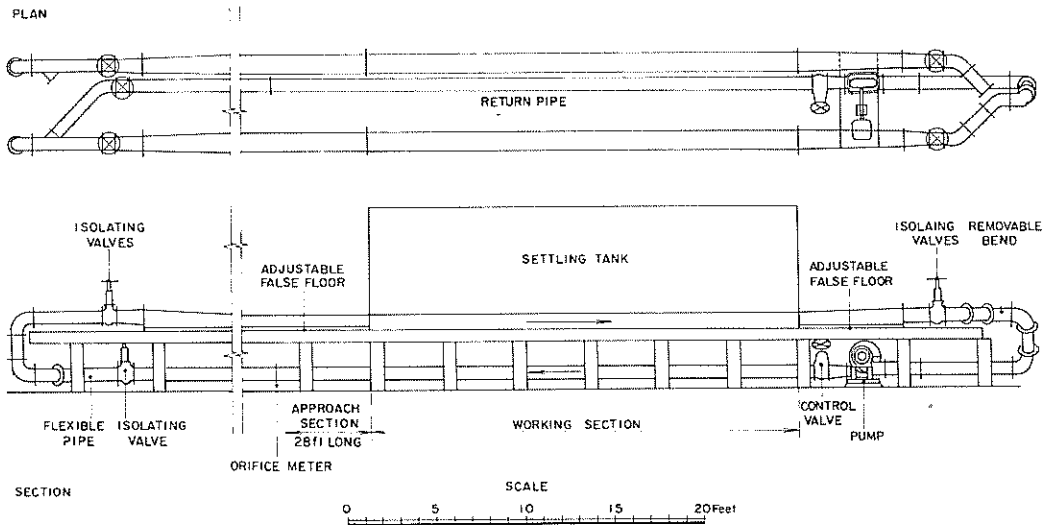 PLAN
RETURN PIPE
ISOLATING
VALVES
ADJUSTABLE
FALSE FLOOR
SETTLING TANK
ISOLAING
VALVES
REMOVABLE
BEND
ADJUSTABLE
FALSE FLOOR
FLEXIBLE
PIPE
ISOLATING
VALVE
APPROACH
SECTION
28ft LONG
WORKING SECTION
CONTROL
VALVE
PUMP
ORIFICE METER
SECTION
SCALE
0 5 10 15 20Feet